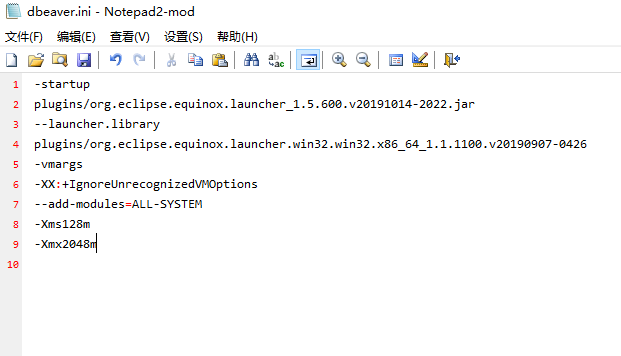 dbeaver.ini - Notepad2-mod
文件(F) 编辑(E) 查看(V) 设置(S) 帮助(H)
1 -startup
2 plugins/org.eclipse.equinox.launcher_1.5.600.v20191014-2022.jar
3 --launcher.library
4 plugins/org.eclipse.equinox.launcher.win32.win32.x86_64_1.1.1100.v20190907-0426
5 -vmargs
6 -XX:+IgnoreUnrecognizedVMOptions
7 --add-modules=ALL-SYSTEM
8 -Xms128m
9 -Xmx2048m
10